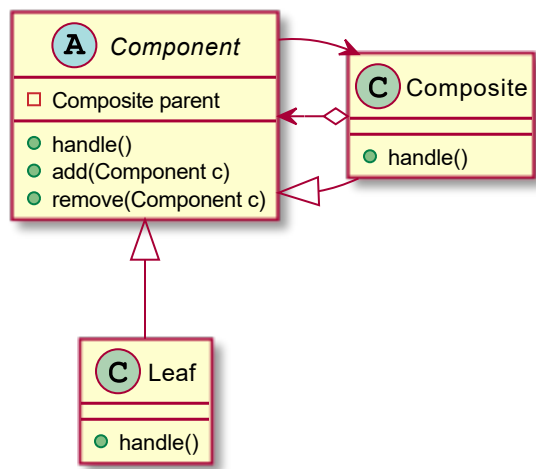 A Component
Composite parent
handle()
add(Component c)
remove(Component c)
C Composite
handle()
C Leaf
handle()